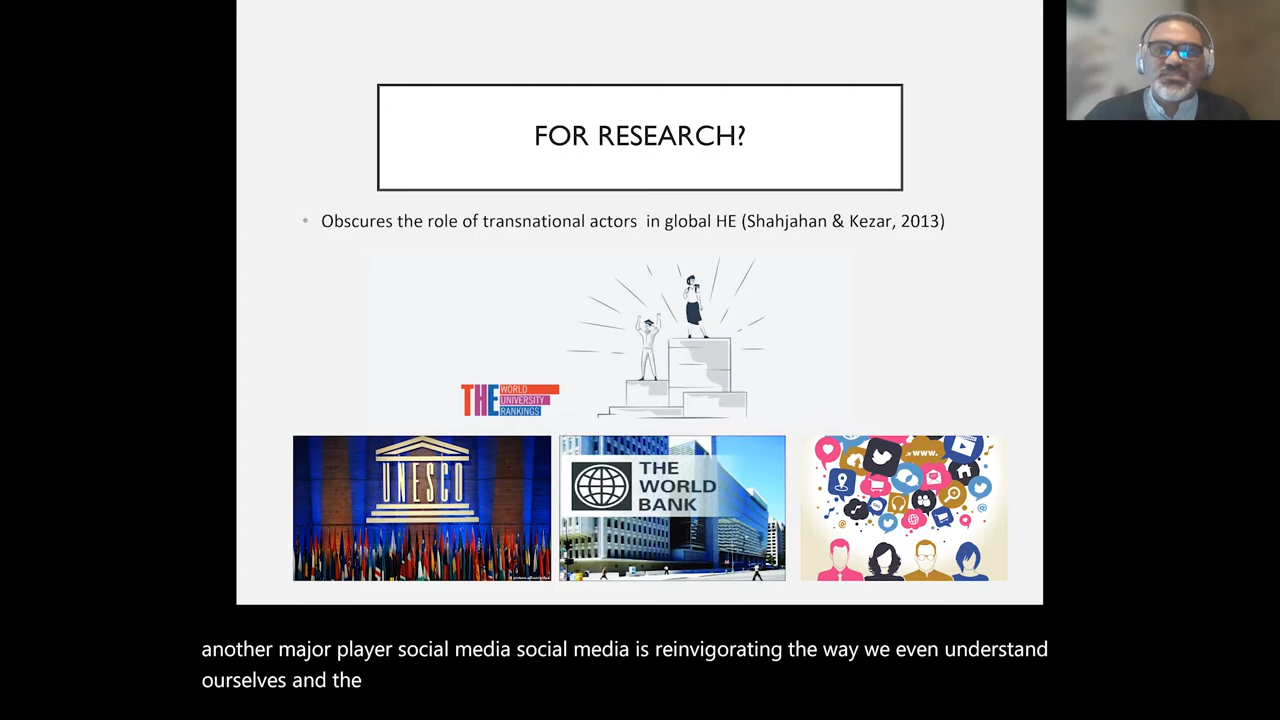 FOR RESEARCH?
• Obscures the role of transnational actors in global HE (Shahjahan & Kezar, 2013)
THE WORLD
UNIVERSITY
RANKINGS
UNESCO
THE
WORLD
BANK
www.
another major player social media social media is reinvigorating the way we even understand
ourselves and the